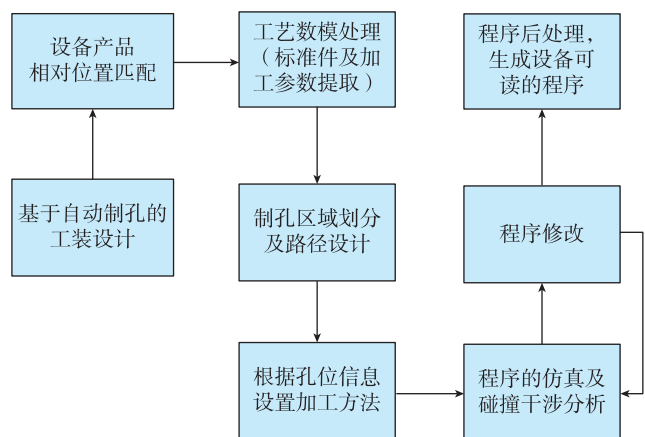 设备产品
相对位置匹配
工艺数模处理
（标准件及加
工参数提取）
程序后处理，
生成设备可
读的程序
基于自动制孔的
工装设计
制孔区域划分
及路径设计
程序修改
根据孔位信息
设置加工方法
程序的仿真及
碰撞干涉分析